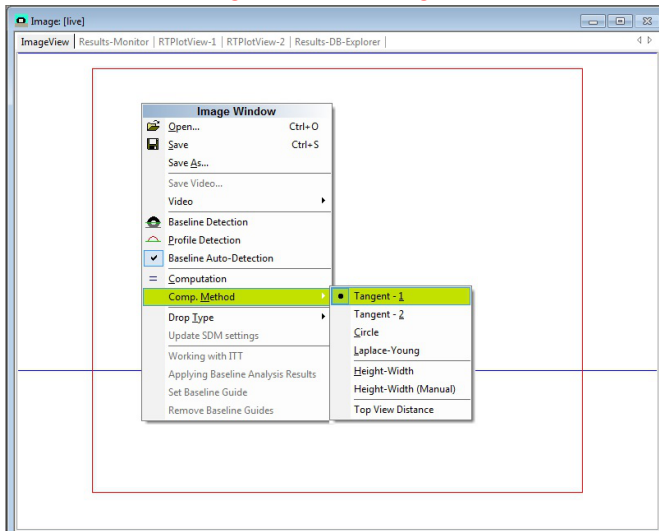 Image: [live]
ImageView | Results-Monitor | RTPlotView-1 | RTPlotView-2 | Results-DB-Explorer |
Image Window
Open... Ctrl+O
Save Ctrl+S
Save As...
Save Video...
Video
Baseline Detection
Profile Detection
Baseline Auto-Detection
Computation
Comp. Method
Drop Type
Update SDM settings
Working with ITT
Applying Baseline Analysis Results
Set Baseline Guide
Remove Baseline Guides
Tangent - 1
Tangent - 2
Circle
Laplace-Young
Height-Width
Height-Width (Manual)
Top View Distance